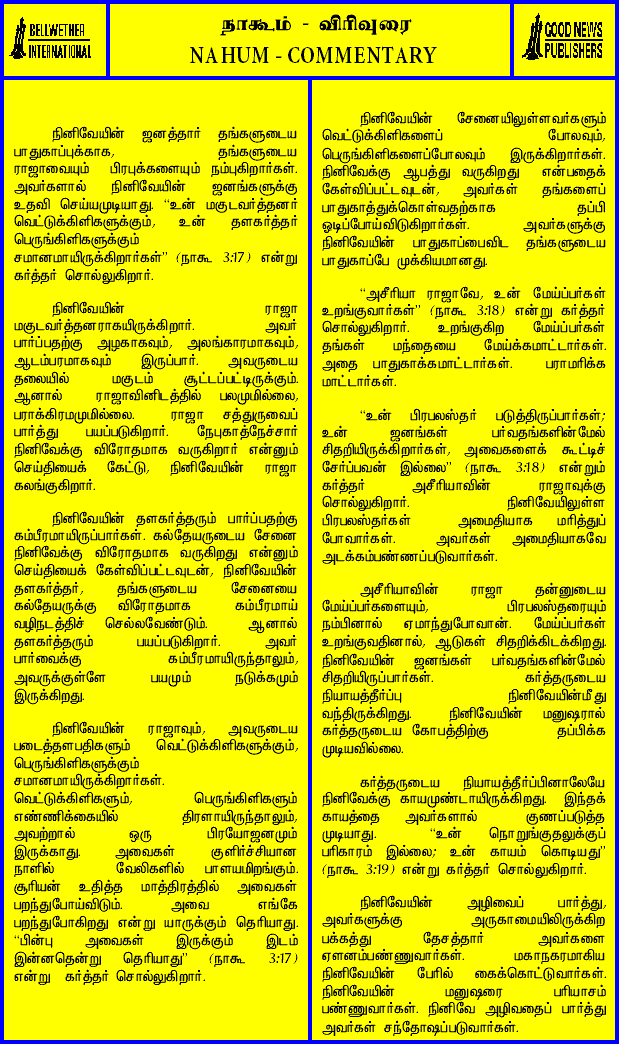 BELLWETHER
INTERNATIONAL
நாகூம் - விரிவுரை
NAHUM - COMMENTARY
GOOD NEWS
PUBLISHERS
நினிவேயின் ஜனத்தார் தங்களுடைய
பாதுகாப்புக்காக, தங்களுடைய
ராஜாவையும் பிரபுக்களையும் நம்புகிறார்கள்.
அவர்களால் நினிவேயின் ஜனங்களுக்கு
உதவி செய்யமுடியாது. “உன் மகுடவர்த்தனர்
வெட்டுக்கிளிகளுக்கும், உன் தளகர்த்தர்
பெருங்கிளிகளுக்கும்
சமானமாயிருக்கிறார்கள்” (நாகூ 3:17) என்று
கர்த்தர் சொல்லுகிறார்.
நினிவேயின் ராஜா
மகுடவர்த்தனராகயிருக்கிறார். அவர்
பார்ப்பதற்கு அழகாகவும், அலங்காரமாகவும்,
ஆடம்பரமாகவும் இருப்பார். அவருடைய
தலையில் மகுடம் சூட்டப்பட்டிருக்கும்.
ஆனால் ராஜாவினிடத்தில் பலமுமில்லை,
பராக்கிரமமுமில்லை. ராஜா சத்துருவைப்
பார்த்து பயப்படுகிறார். நேபுகாத்நேச்சார்
நினிவேக்கு விரோதமாக வருகிறார் என்னும்
செய்தியைக் கேட்டு, நினிவேயின் ராஜா
கலங்குகிறார்.
நினிவேயின் தளகர்த்தரும் பார்ப்பதற்கு
கம்பீரமாயிருப்பார்கள். கல்தேயருடைய சேனை
நினிவேக்கு விரோதமாக வருகிறது என்னும்
செய்தியைக் கேள்விப்பட்டவுடன், நினிவேயின்
தளகர்த்தர், தங்களுடைய சேனையை
கல்தேயருக்கு விரோதமாக கம்பீரமாய்
வழிநடத்திச் செல்லவேண்டும். ஆனால்
தளகர்த்தரும் பயப்படுகிறார். அவர்
பார்வைக்கு கம்பீரமாயிருந்தாலும்,
அவருக்குள்ளே பயமும் நடுக்கமும்
இருக்கிறது.
நினிவேயின் ராஜாவும், அவருடைய
படைத்தளபதிகளும் வெட்டுக்கிளிகளுக்கும்,
பெருங்கிளிகளுக்கும்
சமானமாயிருக்கிறார்கள்.
வெட்டுக்கிளிகளும், பெருங்கிளிகளும்
எண்ணிக்கையில் திரளாயிருந்தாலும்,
அவற்றால் ஒரு பிரயோஜனமும்
இருக்காது. அவைகள் குளிர்ச்சியான
நாளில் வேலிகளில் பாளயமிறங்கும்.
சூரியன் உதித்த மாத்திரத்தில் அவைகள்
பறந்துபோய்விடும். அவை எங்கே
பறந்துபோகிறது என்று யாருக்கும் தெரியாது.
“பின்பு அவைகள் இருக்கும் இடம்
இன்னதென்று தெரியாது” (நாகூ 3:17)
என்று கர்த்தர் சொல்லுகிறார்.
நினிவேயின் சேனையிலுள்ளவர்களும்
வெட்டுக்கிளிகளைப் போலவும்,
பெருங்கிளிகளைப்போலவும் இருக்கிறார்கள்.
நினிவேக்கு ஆபத்து வருகிறது என்பதைக்
கேள்விப்பட்டவுடன், அவர்கள் தங்களைப்
பாதுகாத்துக்கொள்வதற்காக தப்பி
ஓடிப்போய்விடுகிறார்கள். அவர்களுக்கு
நினிவேயின் பாதுகாப்பைவிட தங்களுடைய
பாதுகாப்பே முக்கியமானது.
“அசீரியா ராஜாவே, உன் மேய்ப்பர்கள்
உறங்குவார்கள்” (நாகூ 3:18) என்று கர்த்தர்
சொல்லுகிறார். உறங்குகிற மேய்ப்பர்கள்
தங்கள் மந்தையை மேய்க்கமாட்டார்கள்.
அதை பாதுகாக்கமாட்டார்கள். பராமரிக்க
மாட்டார்கள்.
“உன் பிரபலஸ்தர் படுத்திருப்பார்கள்;
உன் ஜனங்கள் பர்வதங்களின்மேல்
சிதறியிருக்கிறார்கள், அவைகளைக் கூட்டிச்
சேர்ப்பவன் இல்லை” (நாகூ 3:18) என்றும்
கர்த்தர் அசீரியாவின் ராஜாவுக்கு
சொல்லுகிறார். நினிவேயிலுள்ள
பிரபலஸ்தர்கள் அமைதியாக மரித்துப்
போவார்கள். அவர்கள் அமைதியாகவே
அடக்கம்பண்ணப்படுவார்கள்.
அசீரியாவின் ராஜா தன்னுடைய
மேய்ப்பர்களையும், பிரபலஸ்தரையும்
நம்பினால் ஏமாந்துபோவான். மேய்ப்பர்கள்
உறங்குவதினால், ஆடுகள் சிதறிக்கிடக்கிறது.
நினிவேயின் ஜனங்கள் பர்வதங்களின்மேல்
சிதறியிருப்பார்கள். கர்த்தருடைய
நியாயத்தீர்ப்பு நினிவேயின்மீது
வந்திருக்கிறது. நினிவேயின் மனுஷரால்
கர்த்தருடைய கோபத்திற்கு தப்பிக்க
முடியவில்லை.
கர்த்தருடைய நியாயத்தீர்ப்பினாலேயே
நினிவேக்கு காயமுண்டாயிருக்கிறது. இந்தக்
காயத்தை அவர்களால் குணப்படுத்த
முடியாது. “உன் நொறுங்குதலுக்குப்
பரிகாரம் இல்லை; உன் காயம் கொடியது”
(நாகூ 3:19) என்று கர்த்தர் சொல்லுகிறார்.
நினிவேயின் அழிவைப் பார்த்து,
அவர்களுக்கு அருகாமையிலிருக்கிற
பக்கத்து தேசத்தார் அவர்களை
ஏளனம்பண்ணுவார்கள். மகாநகரமாகிய
நினிவேயின் பேரில் கைக்கொட்டுவார்கள்.
நினிவேயின் மனுஷரை பரியாசம்
பண்ணுவார்கள். நினிவே அழிவதைப் பார்த்து
அவர்கள் சந்தோஷப்படுவார்கள்.